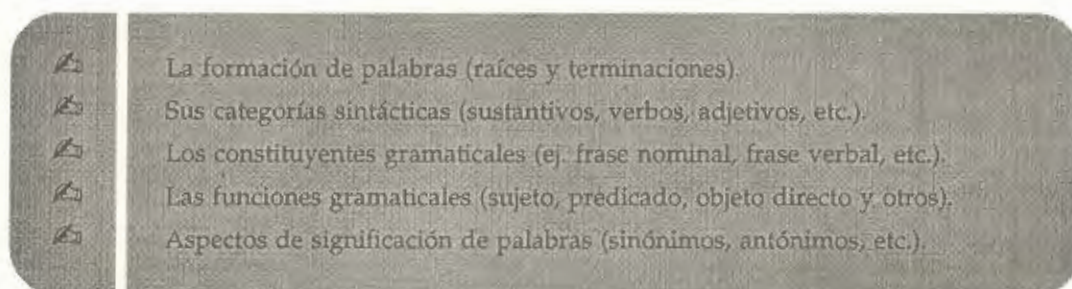 La formación de palabras (raíces y terminaciones).
Sus categorías sintácticas (sustantivos, verbos, adjetivos, etc.).
Los constituyentes gramaticales (ej. frase nominal, frase verbal, etc.).
Las funciones gramaticales (sujeto, predicado, objeto directo y otros).
Aspectos de significación de palabras (sinónimos, antónimos, etc.).